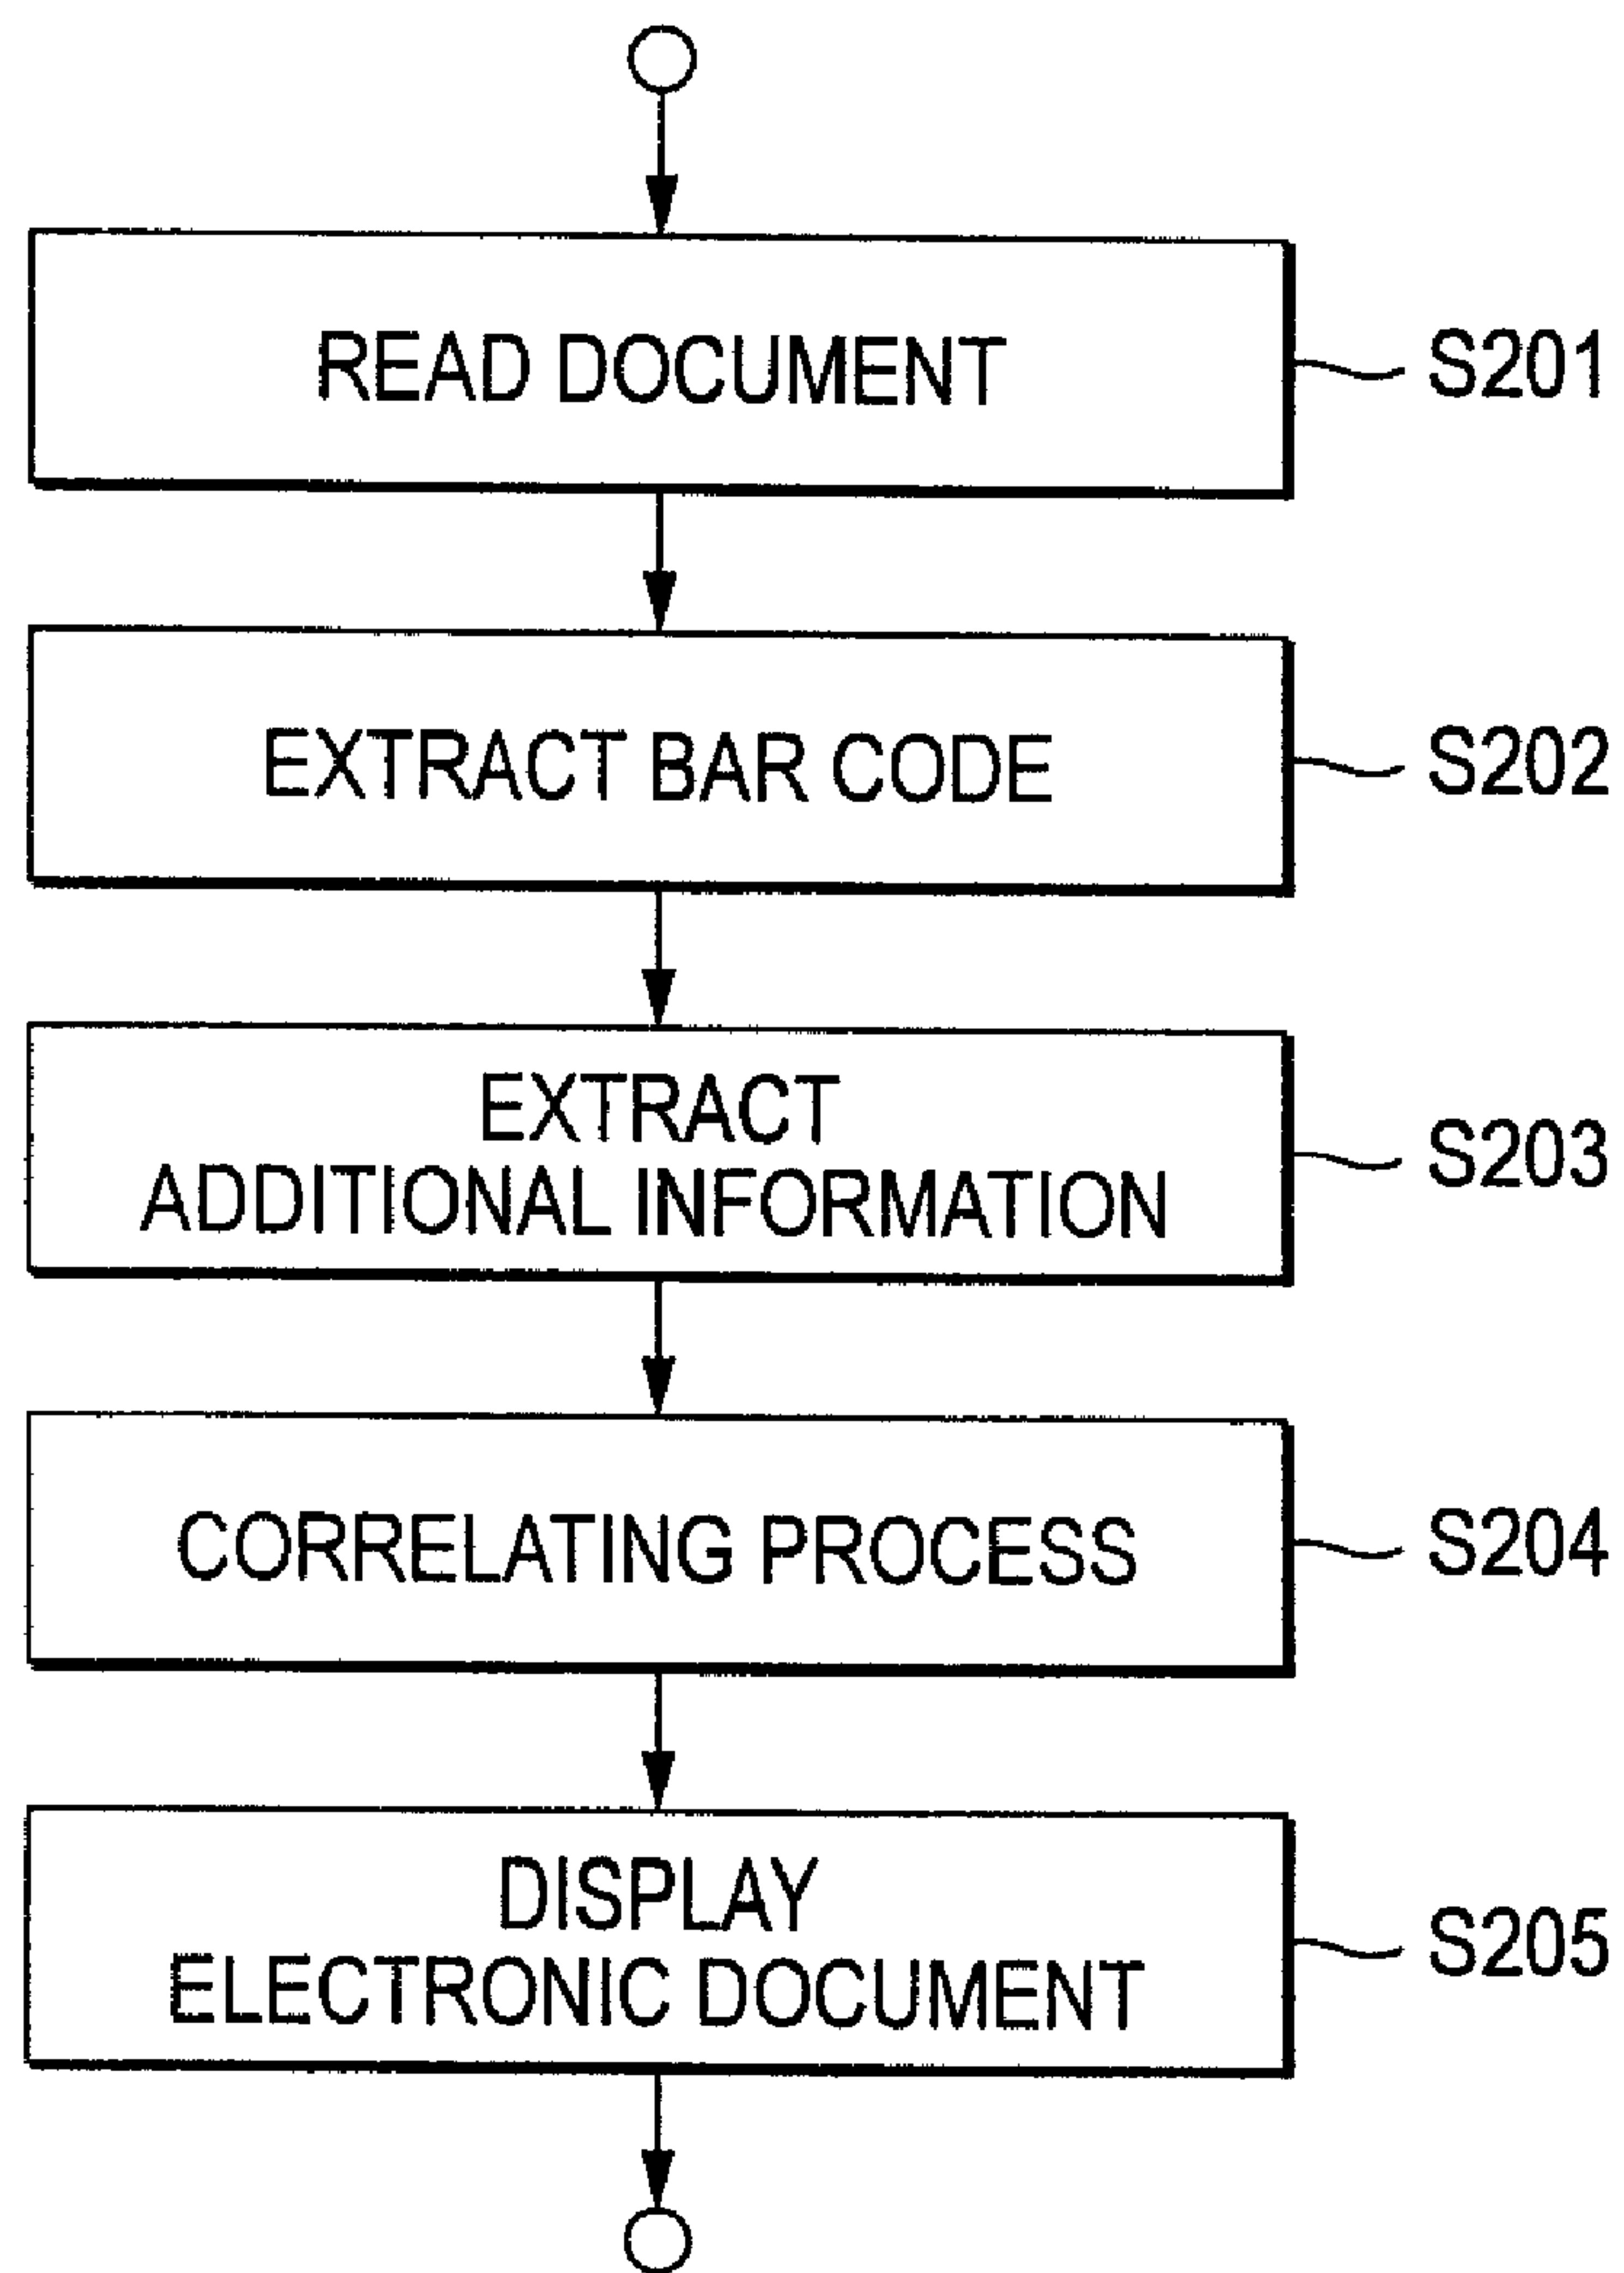 READ DOCUMENT
S201
EXTRACT BAR CODE
S202
EXTRACT
ADDITIONAL INFORMATION
S203
CORRELATING PROCESS
S204
DISPLAY
ELECTRONIC DOCUMENT
S205